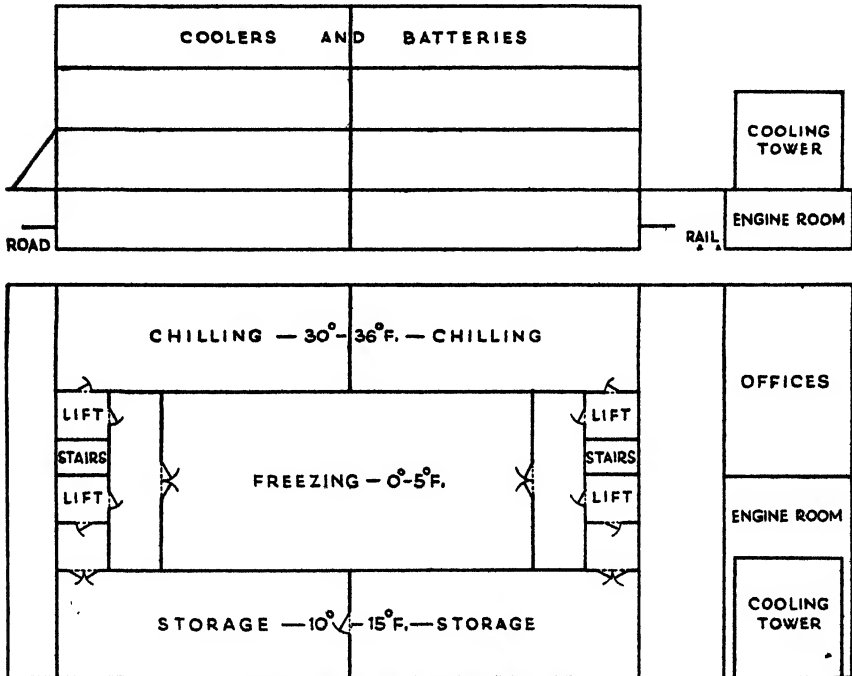 COOLERS AND BATTERIES
COOLING
TOWER
ROAD
RAIL
ENGINE ROOM
CHILLING — 30°-36°F. — CHILLING
OFFICES
LIFT
LIFT
STAIRS
STAIRS
FREEZING — 0°-5°F.
LIFT
LIFT
ENGINE ROOM
STORAGE — 10°-15°F. — STORAGE
COOLING
TOWER